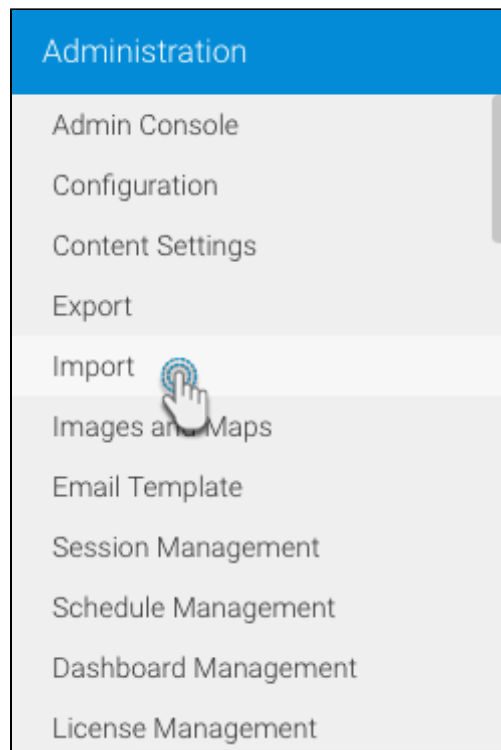 Administration
Admin Console
Configuration
Content Settings
Export
Import
Images and Maps
Email Template
Session Management
Schedule Management
Dashboard Management
License Management